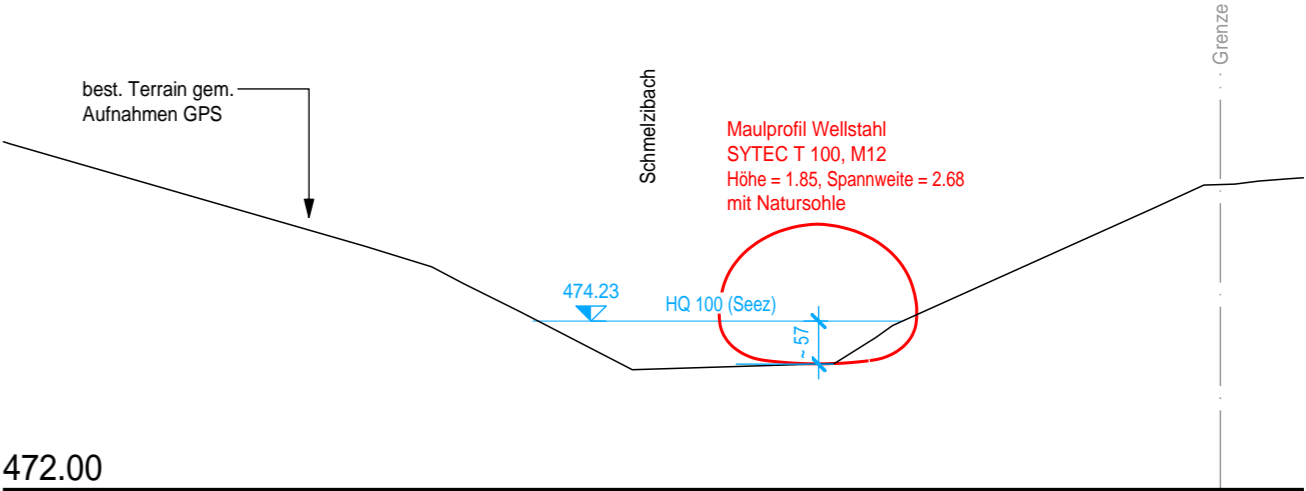 Grenze
best. Terrain gem.
Aufnahmen GPS
Schmelzibach
Maulprofil Wellstahl
SYTEC T 100, M12
Höhe = 1.85, Spannweite = 2.68
mit Natursohle
474.23
HQ 100 (Seez)
~ 57
472.00